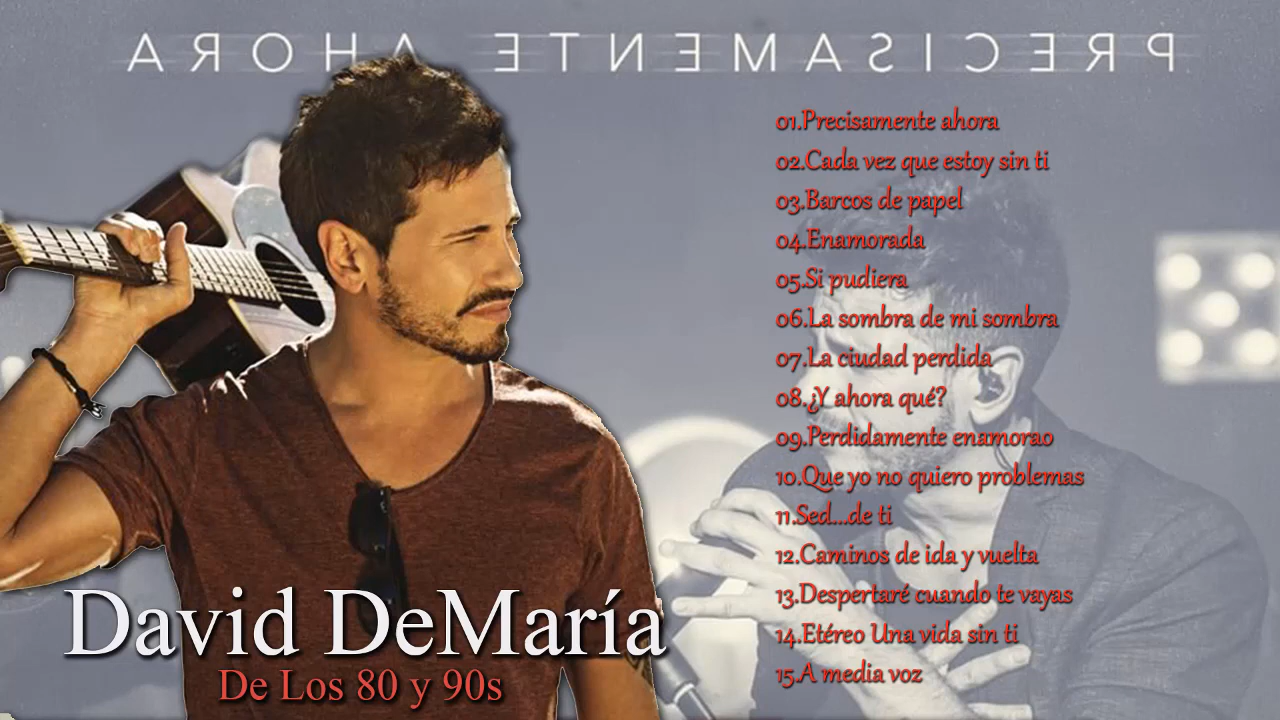 PRECISAMENTE AHORA
01.Precisamente ahora
02.Cada vez que estoy sin ti
03.Barcos de papel
04.Enamorada
05.Si pudiera
06.La sombra de mi sombra
07.La ciudad perdida
08.¿Y ahora qué?
09.Perdidamente enamorao
10.Que yo no quiero problemas
11.Sed...de ti
12.Caminos de ida y vuelta
13.Despertaré cuando te vayas
14.Etéreo Una vida sin ti
15.A media voz
David DeMaría
De Los 80 y 90s